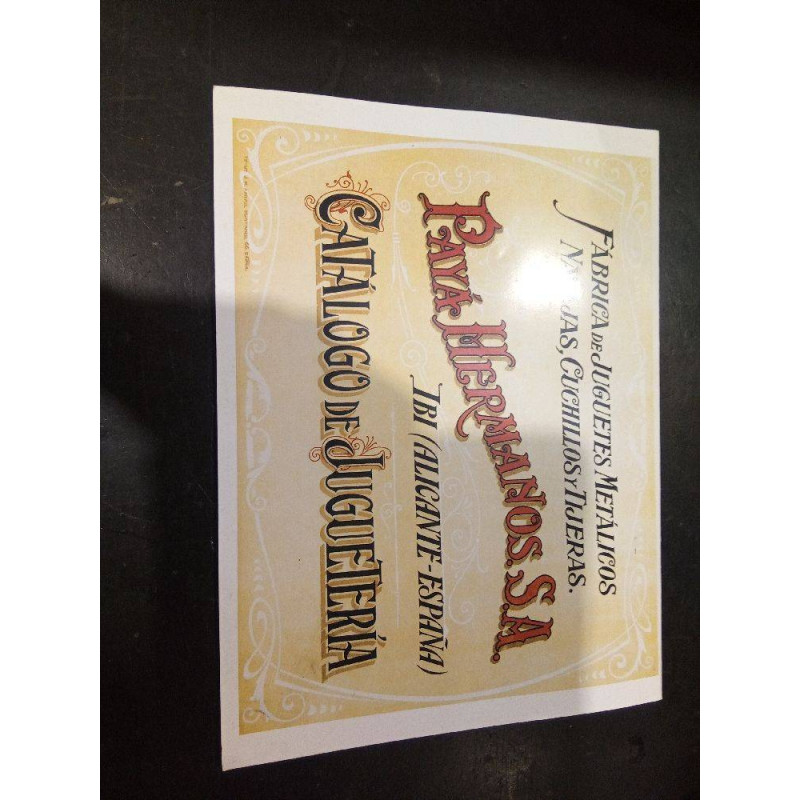 FÁBRICA DE JUGUETES METÁLICOS
CUCHILLOS Y TIJERAS.
PAYÁ HERMANOS. S.A.
IBI (ALICANTE-ESPAÑA)
CATÁLOGO DE JUGUETERÍA